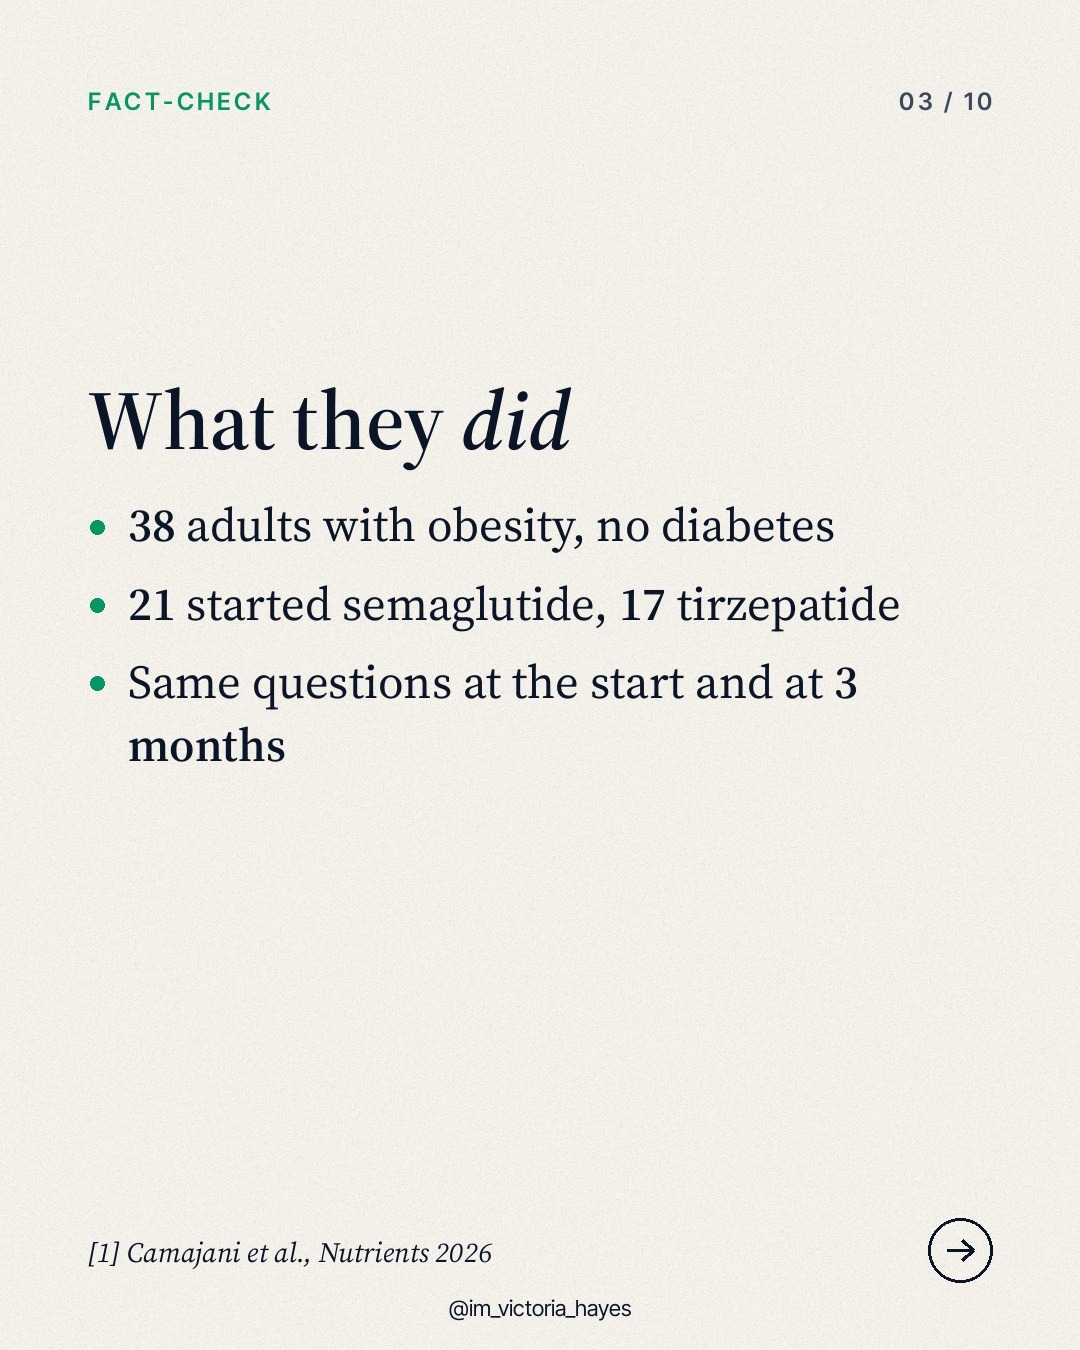 FACT-CHECK
03 / 10
What they did
38 adults with obesity, no diabetes
21 started semaglutide, 17 tirzepatide
Same questions at the start and at 3
months
[1] Camajani et al., Nutrients 2026
@im_victoria_hayes